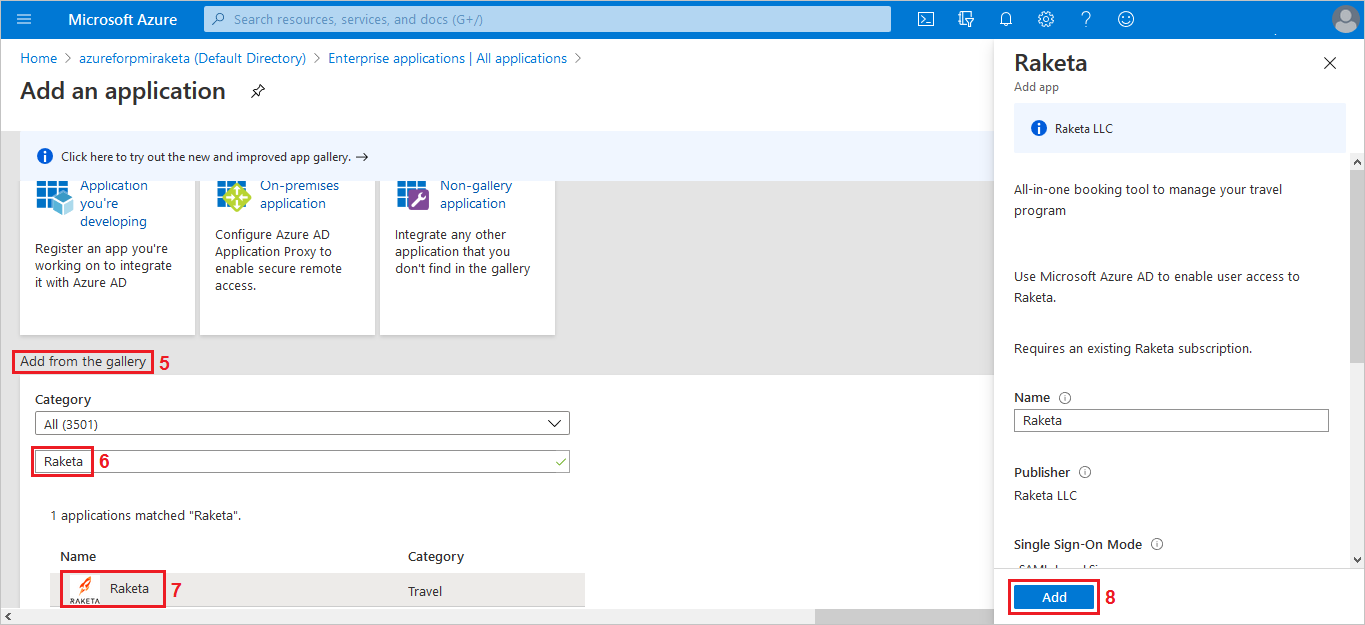 Microsoft Azure
Search resources, services, and docs (G+/)
Home > azureforpmiraketa (Default Directory) > Enterprise applications | All applications >
Add an application
Click here to try out the new and improved app gallery. →
Application
you're
developing
Register an app you're
working on to integrate
it with Azure AD
On-premises
application
Configure Azure AD
Application Proxy to
enable secure remote
access.
Non-gallery
application
Integrate any other
application that you
don't find in the gallery
Add from the gallery 5
Category
All (3501)
Raketa 6
1 applications matched "Raketa".
Name Category
RAKETA Raketa 7 Travel
Raketa
Add app
Raketa LLC
All-in-one booking tool to manage your travel
program
Use Microsoft Azure AD to enable user access to
Raketa.
Requires an existing Raketa subscription.
Name
Raketa
Publisher
Raketa LLC
Single Sign-On Mode
Add 8